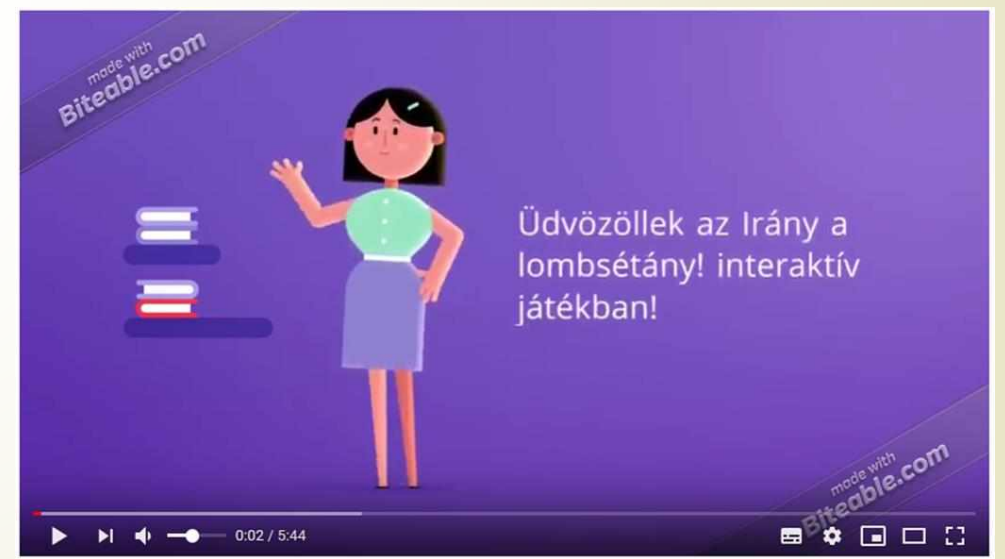 made with
Biteable.com
Üdvözöllek az Irány a
lombsétány! interaktív
játékban!
made with
Biteable.com
0:02 / 5:44